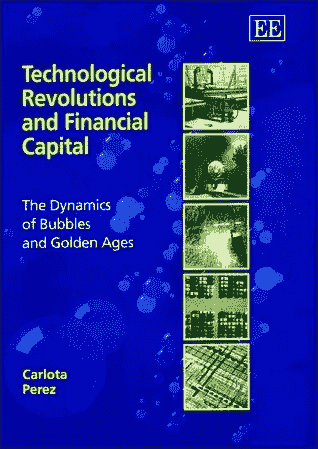 EE
Technological
Revolutions
and Financial
Capital
The Dynamics
of Bubbles
and Golden Ages
Carlota
Perez